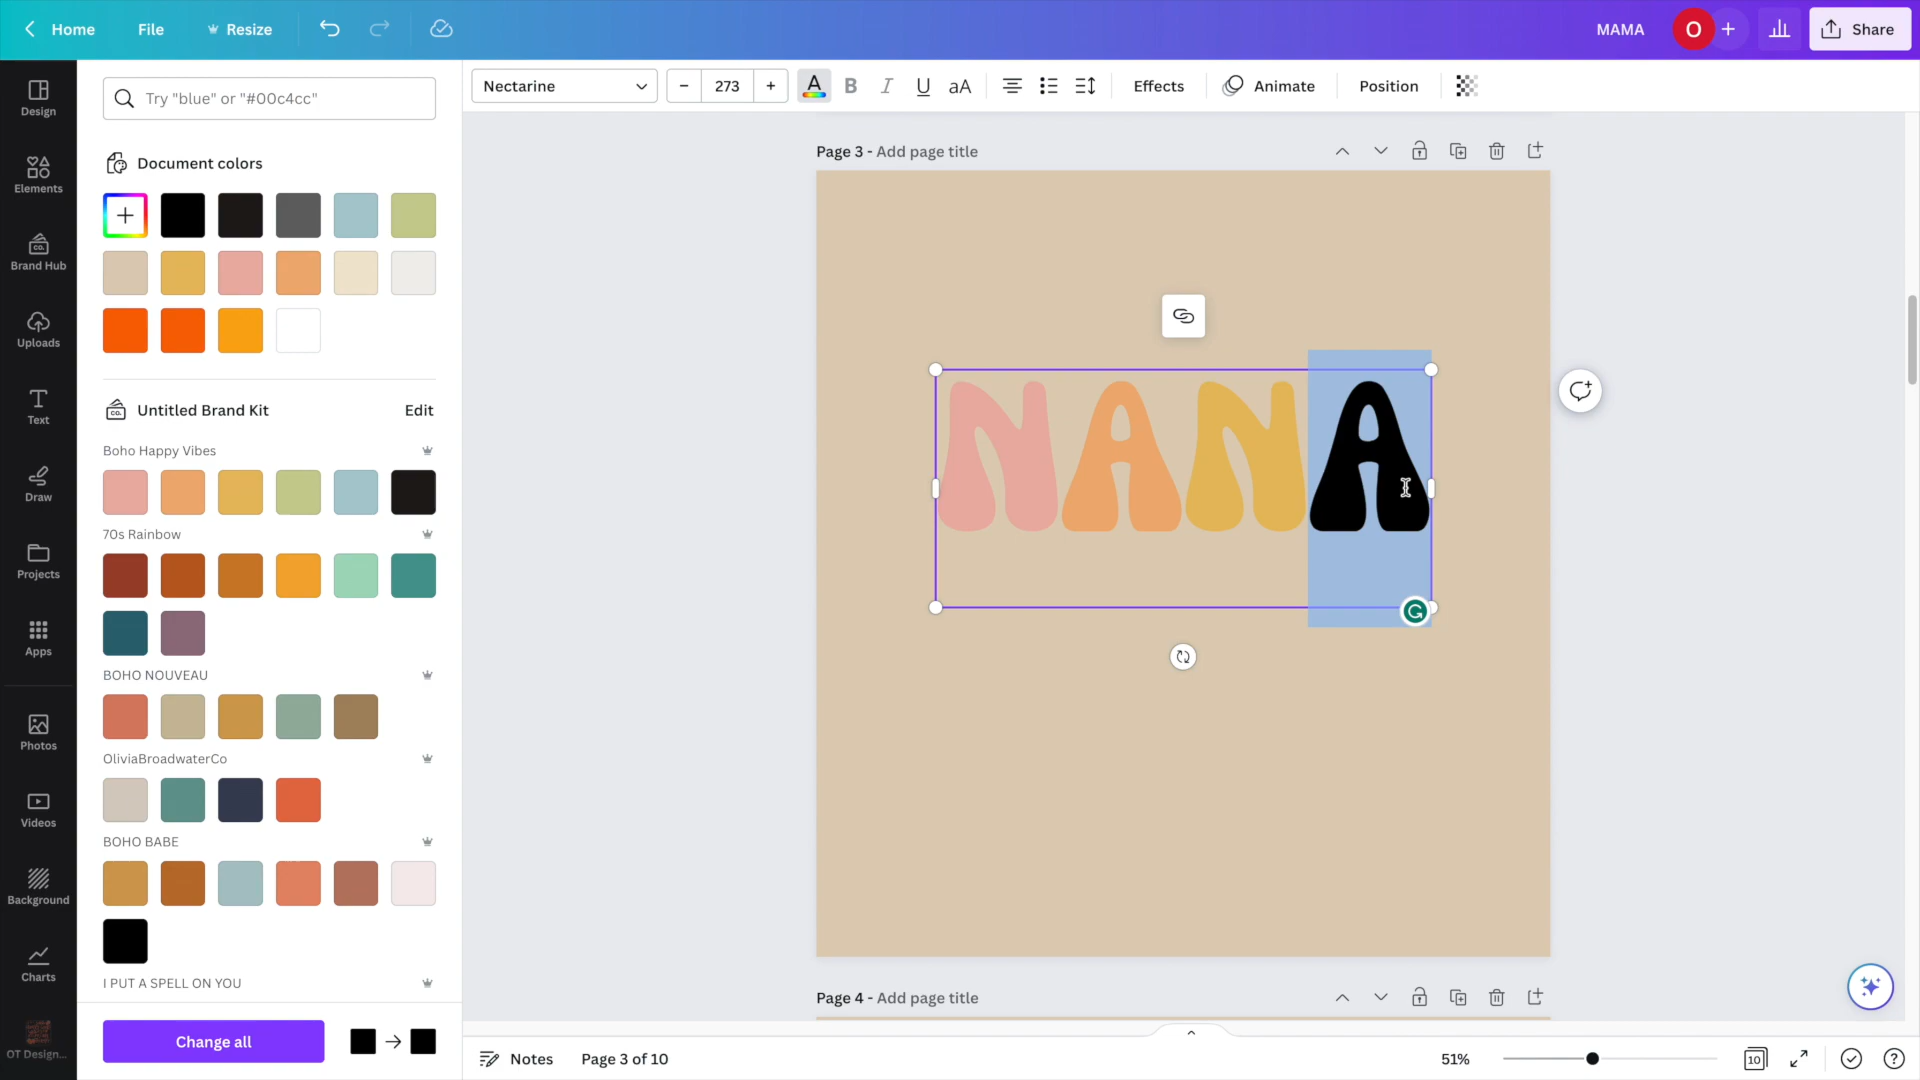 Home File Resize MAMA O Share
Design
Elements
Brand Hub
Uploads
Text
Draw
Projects
Apps
Photos
Videos
Background
Charts
OT Design...
Try "blue" or "#00c4cc"
Document colors
Untitled Brand Kit Edit
Boho Happy Vibes
70s Rainbow
BOHO NOUVEAU
OliviaBroadwaterCo
BOHO BABE
I PUT A SPELL ON YOU
Change all
Nectarine − 273 + A B I U aA Effects Animate Position
Page 3 - Add page title
NANA
Page 4 - Add page title
Notes Page 3 of 10 51% 10